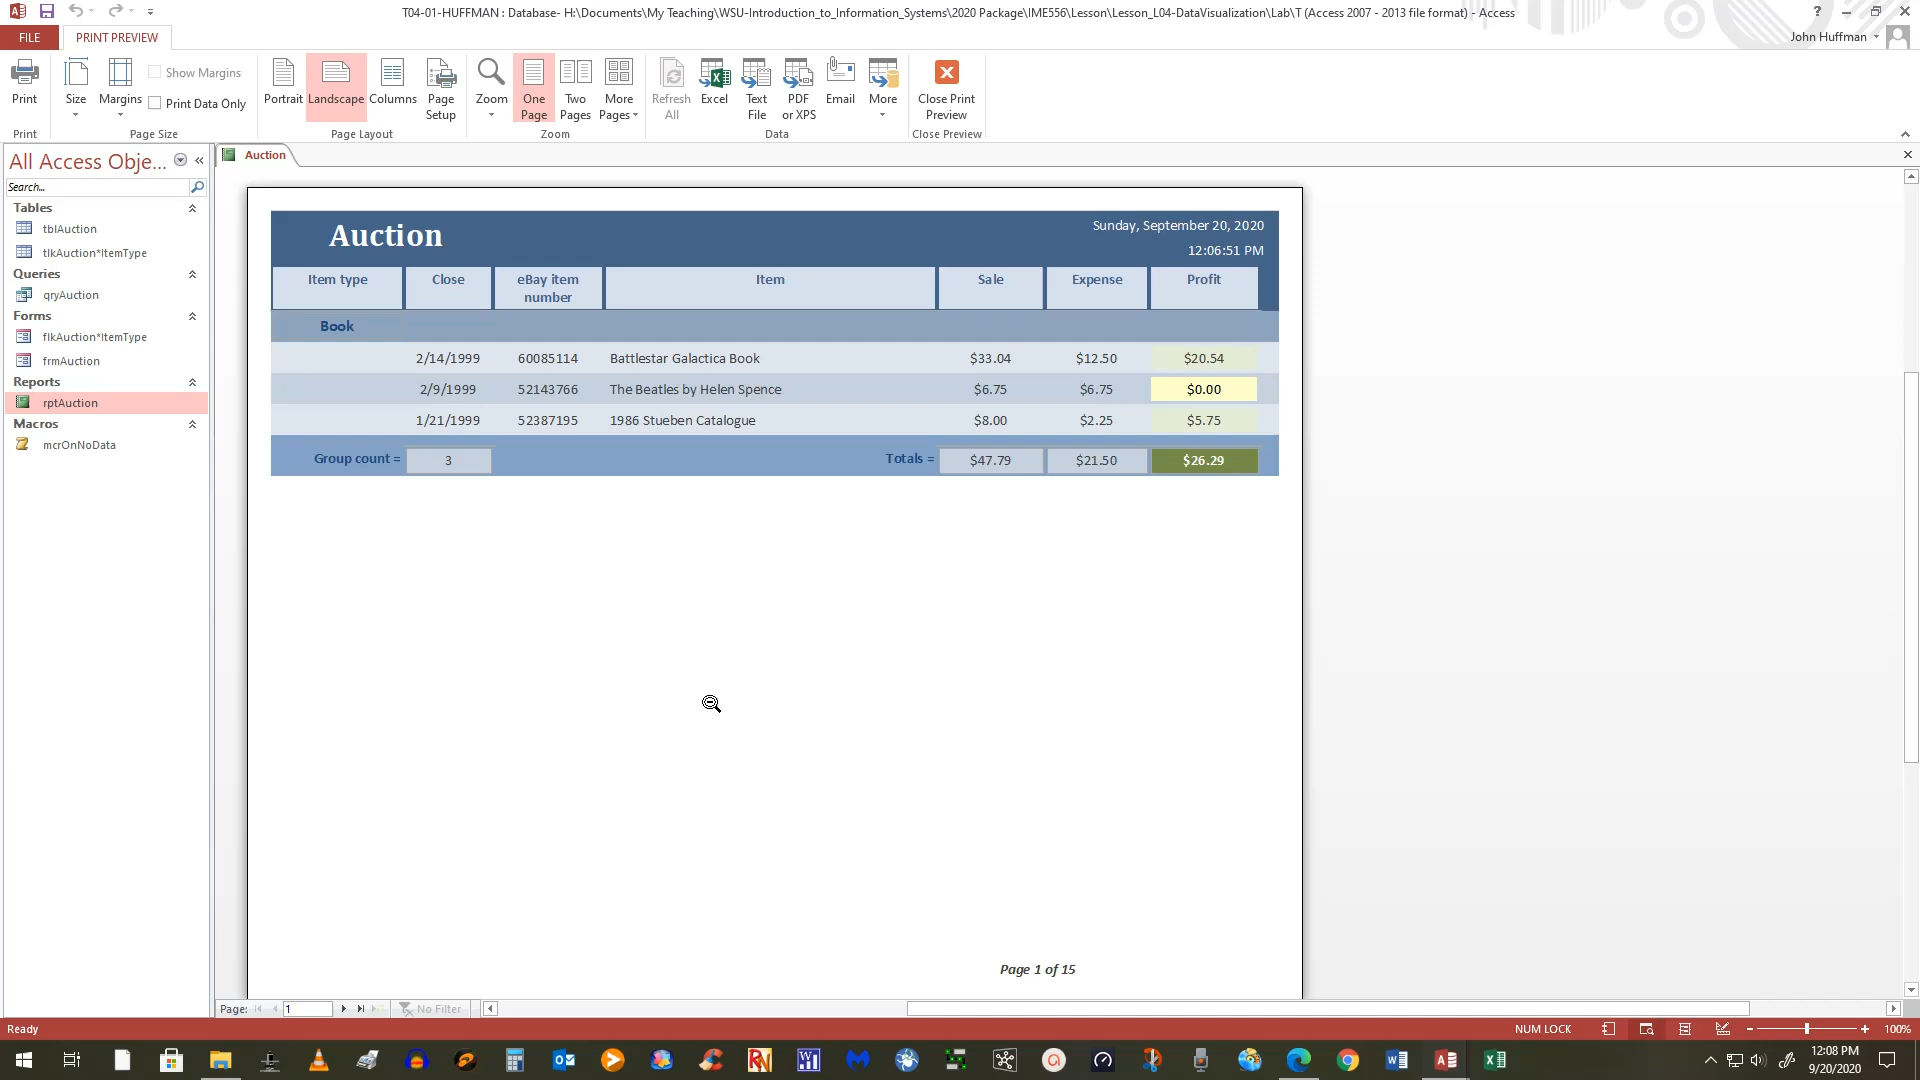 T04-01-HUFFMAN : Database- H:\Documents\My Teaching\WSU-Introduction_to_Information_Systems\2020 Package\IME556\Lesson\Lesson_L04-DataVisualization\Lab\T (Access 2007 - 2013 file format) - Access
?
FILE PRINT PREVIEW John Huffman
Print Size Margins Show Margins Print Data Only Portrait Landscape Columns Page Setup Zoom One Page Two Pages More Pages Refresh All Excel Text File PDF or XPS Email More Close Print Preview
Print Page Size Page Layout Zoom Data Close Preview
All Access Obje... «
Search...
Tables
tblAuction
tlkAuction*ItemType
Queries
qryAuction
Forms
flkAuction*ItemType
frmAuction
Reports
rptAuction
Macros
mcrOnNoData
Auction
Auction
Sunday, September 20, 2020
12:06:51 PM
Item type Close eBay item number Item Sale Expense Profit
Book
2/14/1999 60085114 Battlestar Galactica Book $33.04 $12.50 $20.54
2/9/1999 52143766 The Beatles by Helen Spence $6.75 $6.75 $0.00
1/21/1999 52387195 1986 Stueben Catalogue $8.00 $2.25 $5.75
Group count = 3 Totals = $47.79 $21.50 $26.29
Page 1 of 15
Page: 1 No Filter
Ready NUM LOCK 100%
12:08 PM
9/20/2020